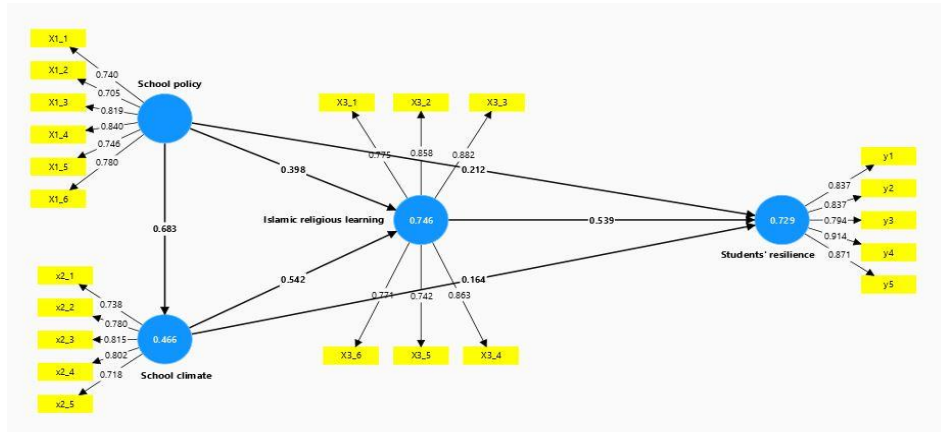 X1_1
X1_2
X1_3
X1_4
X1_5
X1_6
0.740
0.705
0.819
0.840
0.746
0.780
School policy
X3_1
X3_2
X3_3
0.775
0.858
0.882
0.398
0.212
0.683
Islamic religious learning
0.746
0.539
0.542
0.164
0.771
0.742
0.863
X3_6
X3_5
X3_4
x2_1
x2_2
x2_3
x2_4
x2_5
0.738
0.780
0.815
0.802
0.718
0.466
School climate
0.729
Students' resilience
0.837
0.837
0.794
0.914
0.871
y1
y2
y3
y4
y5